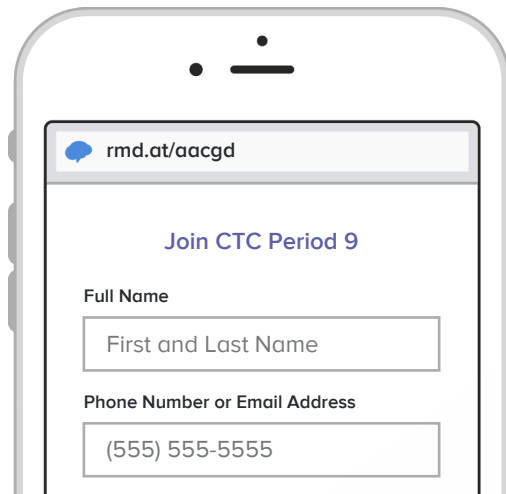 rmd.at/aacgd
Join CTC Period 9
Full Name
First and Last Name
Phone Number or Email Address
(555) 555-5555